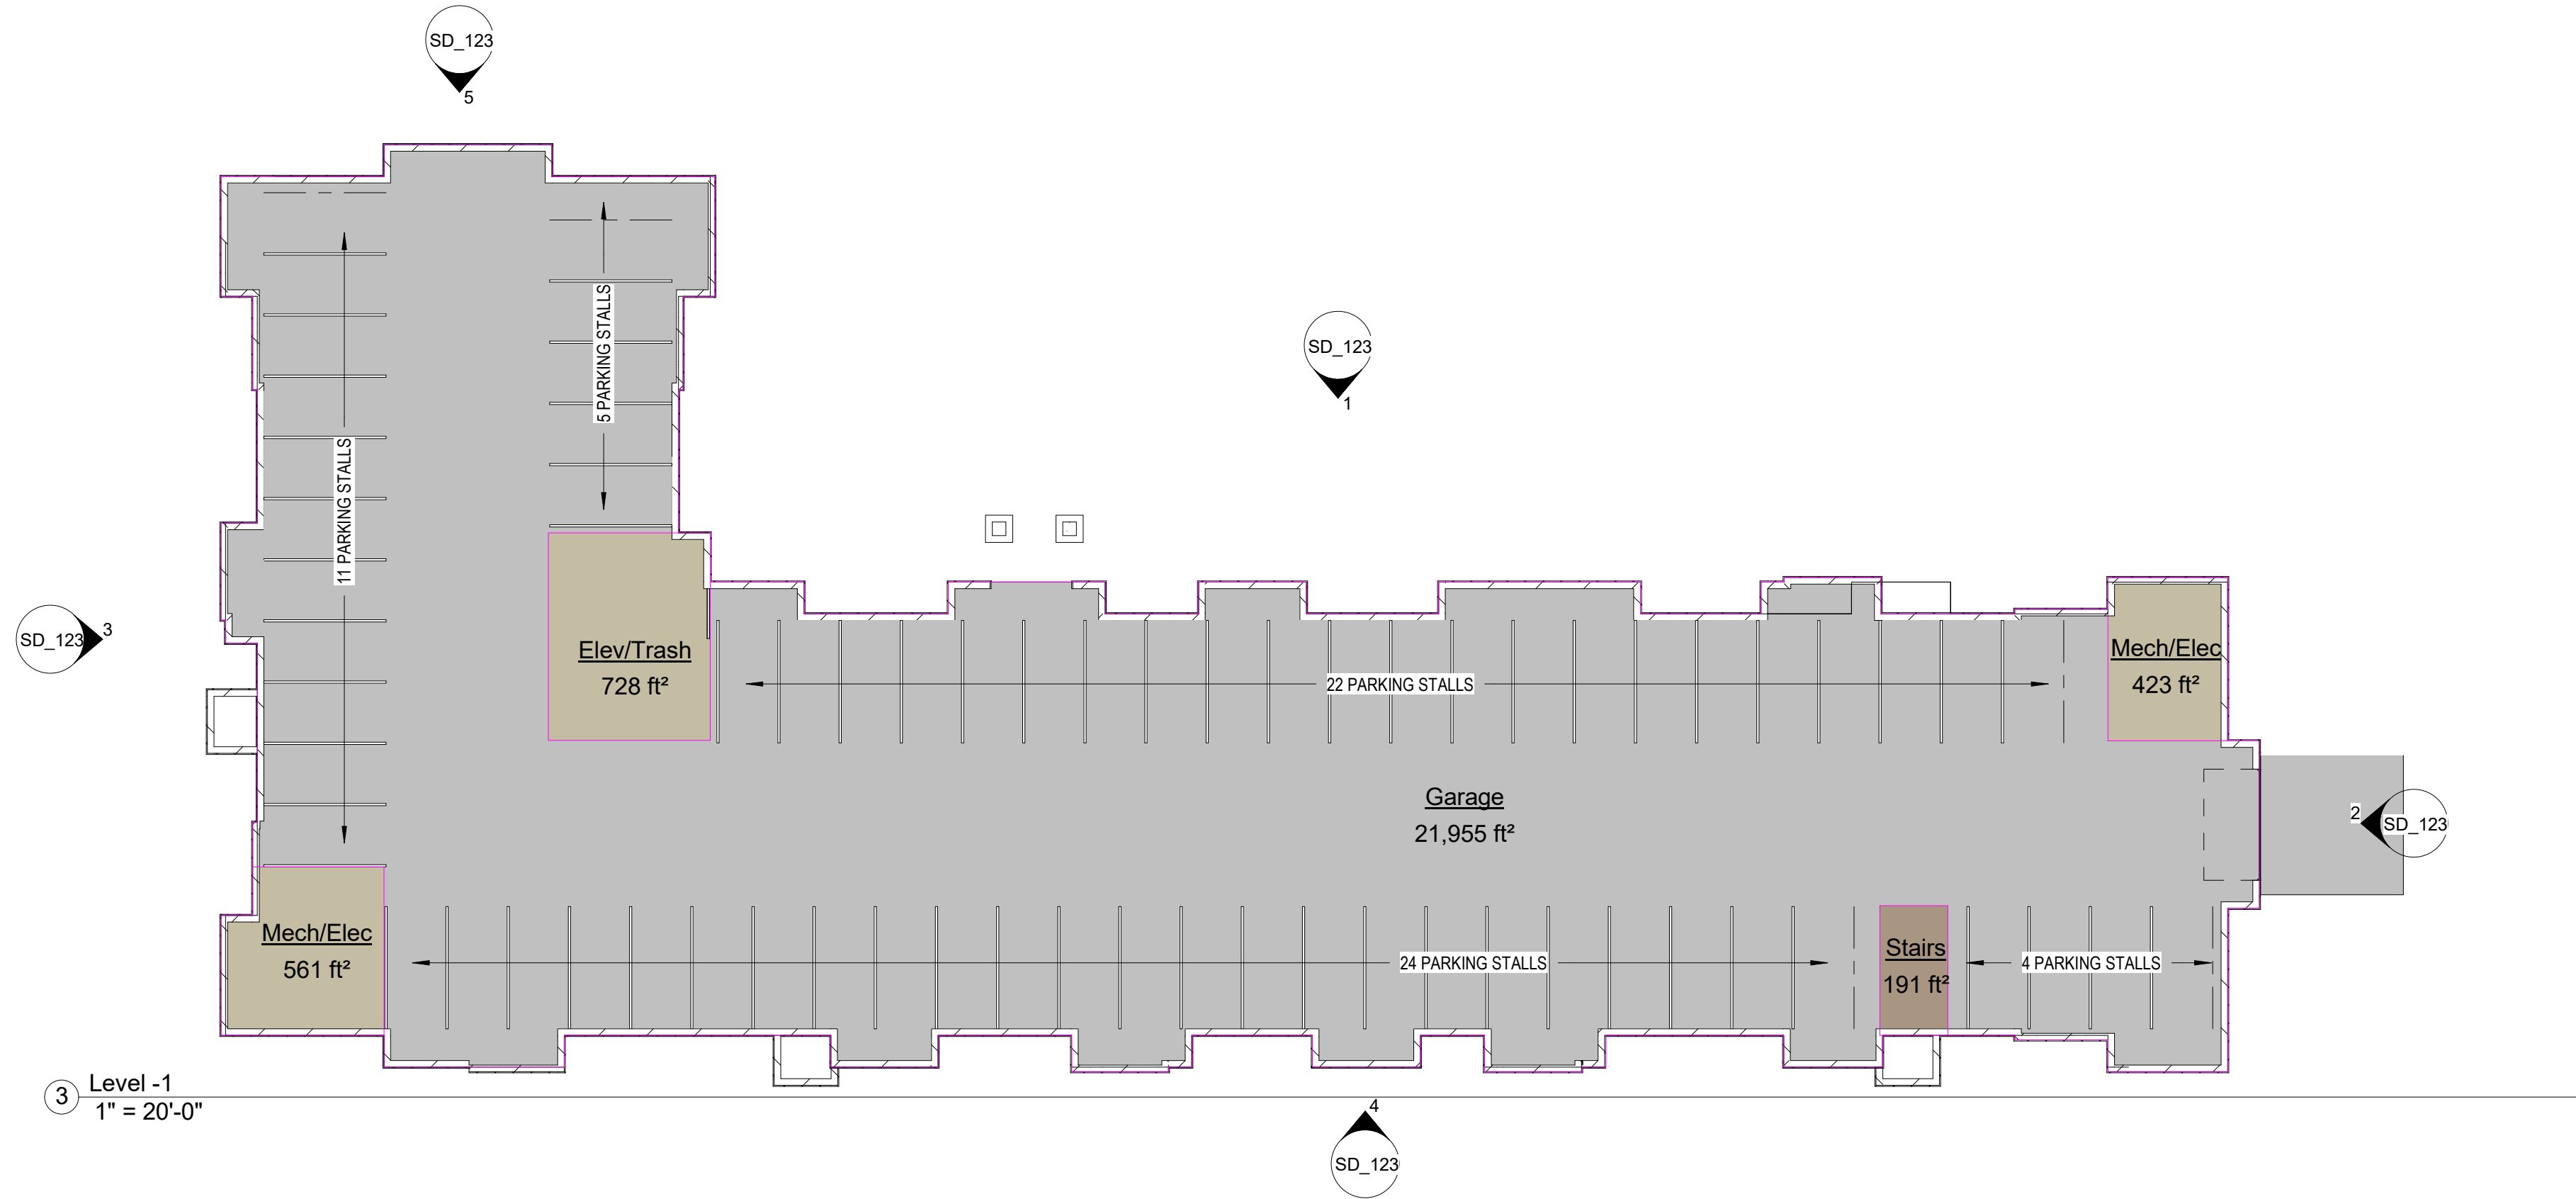 SD_123
5
SD_123
1
5 PARKING STALLS
11 PARKING STALLS
SD_123
3
Elev/Trash
728 ft²
22 PARKING STALLS
Mech/Elec
423 ft²
Garage
21,955 ft²
2
SD_123
Mech/Elec
561 ft²
24 PARKING STALLS
Stairs
191 ft²
4 PARKING STALLS
3
Level -1
1" = 20'-0"
4
SD_123